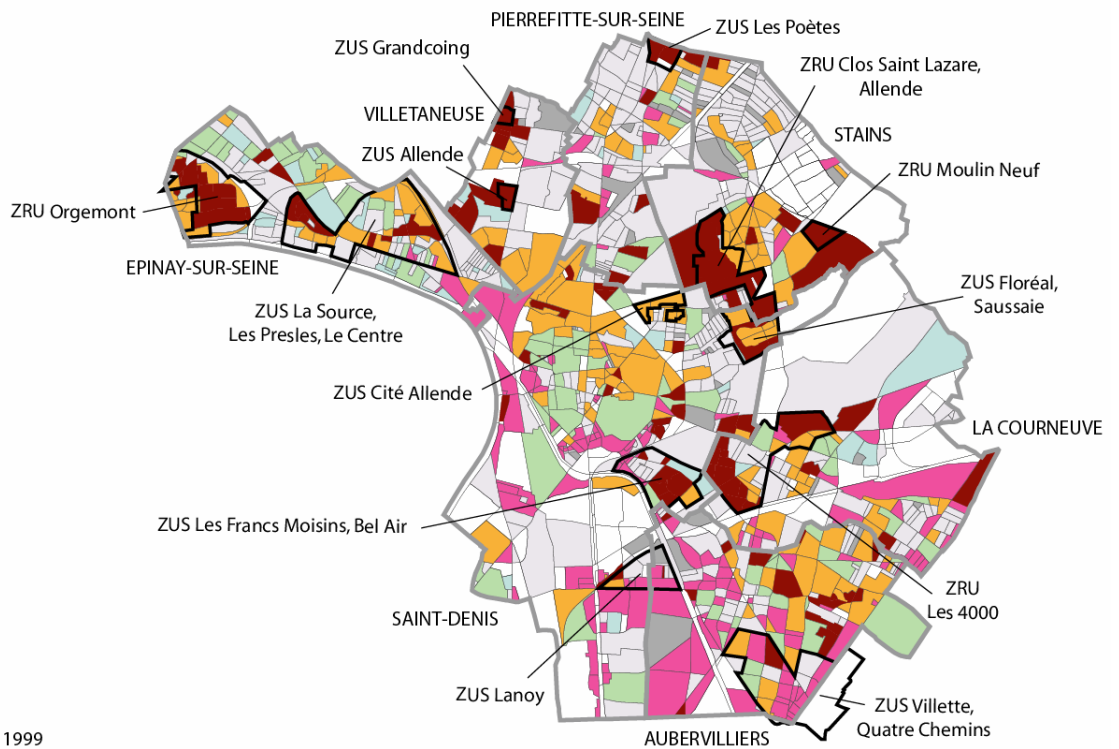 PIERREFITTE-SUR-SEINE
ZUS Les Poètes
ZUS Grandcoing
ZRU Clos Saint Lazare,
Allende
VILLETANEUSE
STAINS
ZUS Allende
ZRU Moulin Neuf
ZRU Orgemont
EPINAY-SUR-SEINE
ZUS Floréal,
Saussaie
ZUS La Source,
Les Presles, Le Centre
ZUS Cité Allende
LA COURNEUVE
ZUS Les Francs Moisins, Bel Air
ZRU
Les 4000
SAINT-DENIS
ZUS Lanoy
ZUS Villette,
Quatre Chemins
1999
AUBERVILLIERS